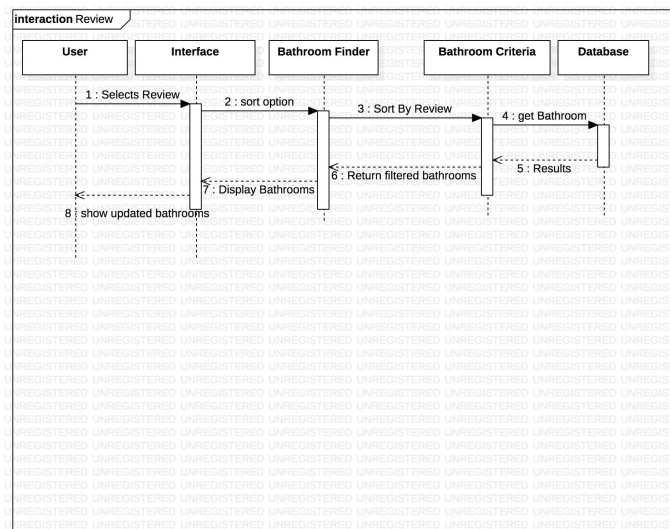 interaction Review
User
Interface
Bathroom Finder
Bathroom Criteria
Database
1 : Selects Review
2 : sort option
3 : Sort By Review
4 : get Bathroom
5 : Results
6 : Return filtered bathrooms
7 : Display Bathrooms
8 : show updated bathrooms